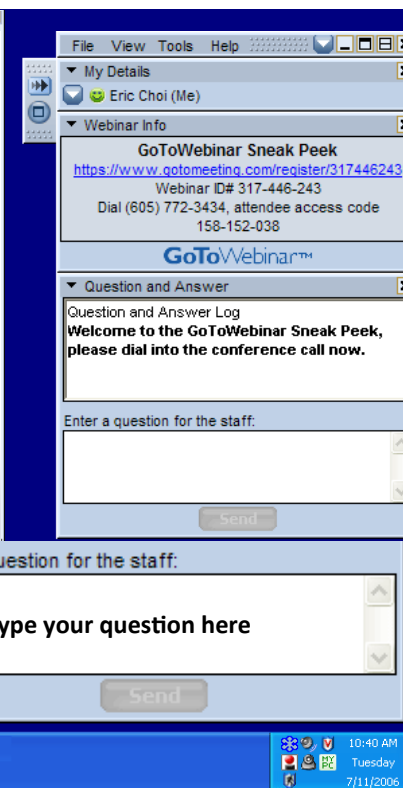 File View Tools Help
My Details
Eric Choi (Me)
Webinar Info
GoToWebinar Sneak Peek
https://www.gotomeeting.com/register/317446243
Webinar ID# 317-446-243
Dial (605) 772-3434, attendee access code
158-152-038
GoToWebinar™
Question and Answer
Question and Answer Log
Welcome to the GoToWebinar Sneak Peek,
please dial into the conference call now.
Enter a question for the staff:
Send
uestion for the staff:
ype your question here
Send
10:40 AM
MY PC Tuesday
7/11/2006